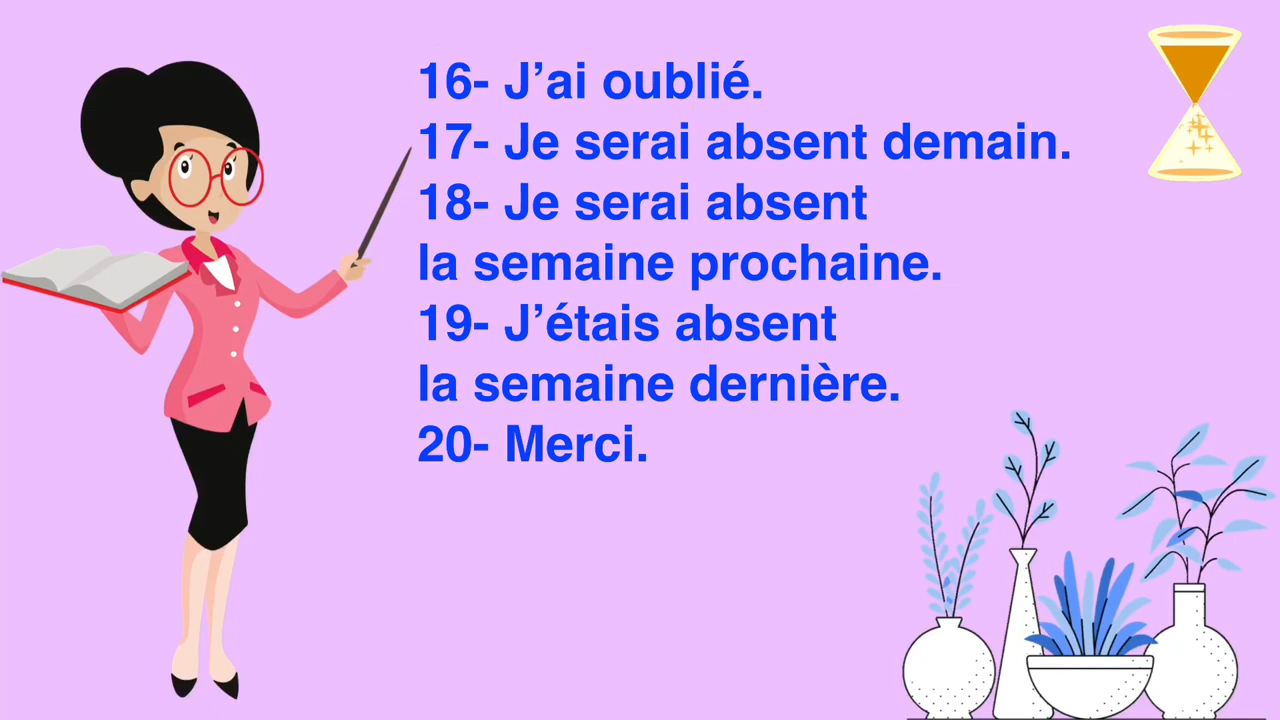 16- J’ai oublié.
17- Je serai absent demain.
18- Je serai absent
la semaine prochaine.
19- J’étais absent
la semaine dernière.
20- Merci.